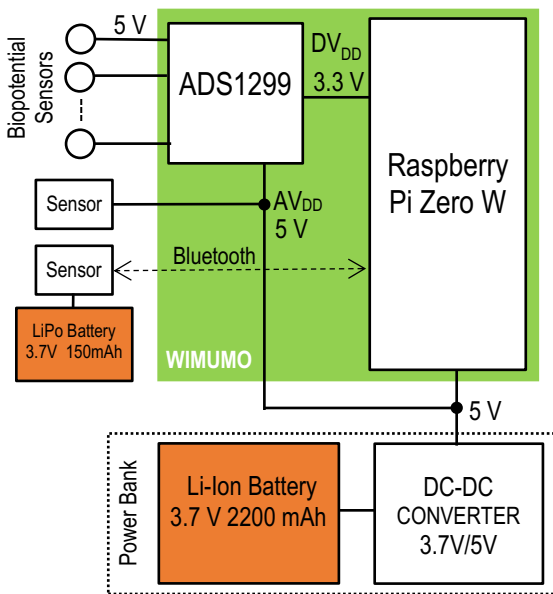 Biopotential
Sensors
5 V
ADS1299
DVDD
3.3 V
Raspberry
Pi Zero W
Sensor
AVDD
5 V
Sensor
Bluetooth
LiPo Battery
3.7V 150mAh
WIMUMO
5 V
Power Bank
Li-Ion Battery
3.7 V 2200 mAh
DC-DC
CONVERTER
3.7V/5V